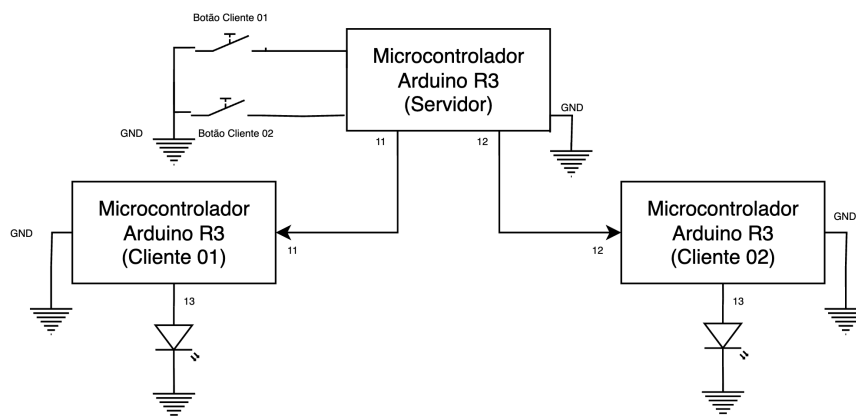 Botão Cliente 01
Microcontrolador
Arduino R3
(Servidor)
GND
GND
Botão Cliente 02
11
12
Microcontrolador
Arduino R3
(Cliente 01)
GND
11
13
Microcontrolador
Arduino R3
(Cliente 02)
GND
12
13